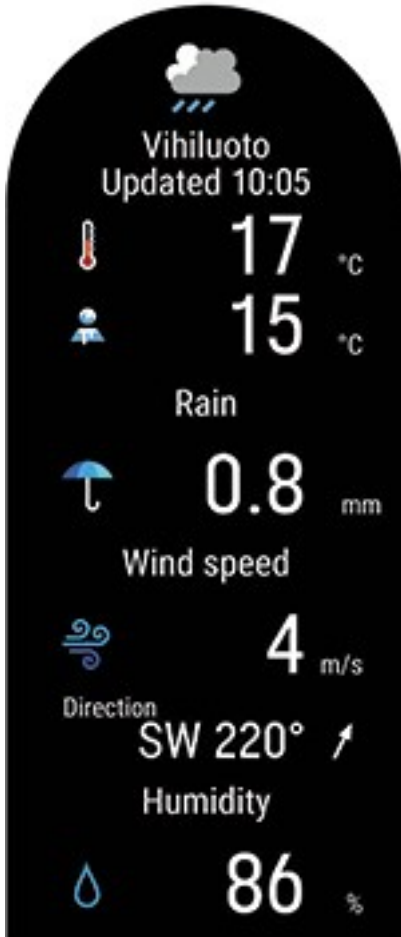 Vihiluoto
Updated 10:05
17 °C
15 °C
Rain
0.8 mm
Wind speed
4 m/s
Direction
SW 220°
Humidity
86 %